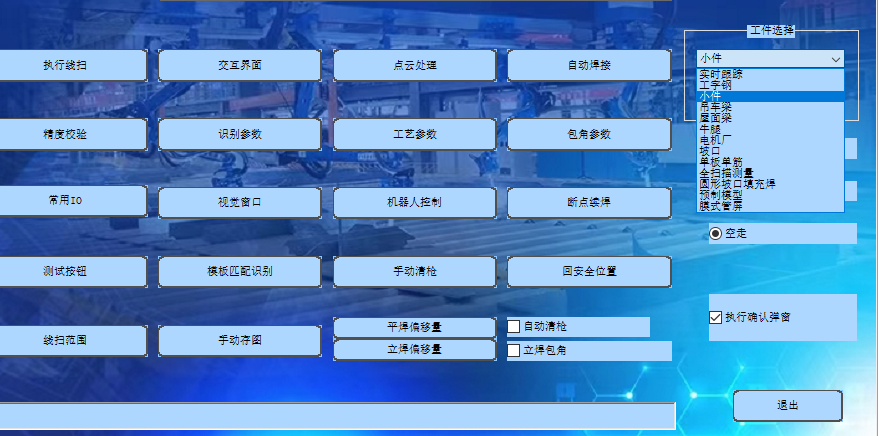 工件选择
执行线扫 交互界面 点云处理 自动焊接
小件
实时跟踪
工字钢
小件
吊车梁
屋面梁
牛腿
电机厂
坡口
单板单筋
全扫描测量
圆形坡口填充焊
预制模型
膜式管屏
精度校验 识别参数 工艺参数 包角参数
常用IO 视觉窗口 机器人控制 断点续焊
空走
测试按钮 模板匹配识别 手动清枪 回安全位置
执行确认弹窗
线扫范围 手动存图 平焊偏移量 自动清枪
立焊偏移量 立焊包角
退出